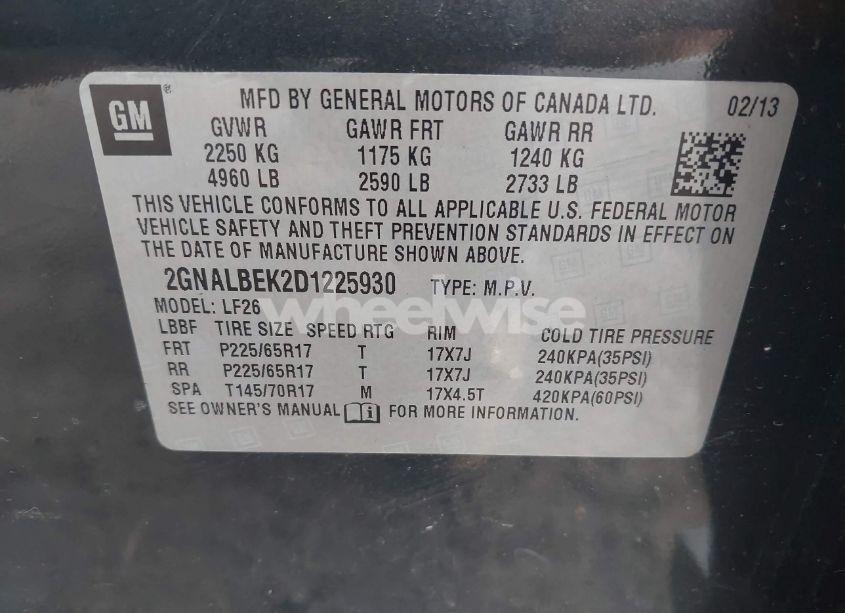 GM ® MFD BY GENERAL MOTORS OF CANADA LTD. 02/13
GVWR GAWR FRT GAWR RR
2250 KG 1175 KG 1240 KG
4960 LB 2590 LB 2733 LB
THIS VEHICLE CONFORMS TO ALL APPLICABLE U.S. FEDERAL MOTOR
VEHICLE SAFETY AND THEFT PREVENTION STANDARDS IN EFFECT ON
THE DATE OF MANUFACTURE SHOWN ABOVE.
2GNALBEK2D1225930 TYPE: M.P.V.
MODEL: LF26
wheelwise
LBBF TIRE SIZE SPEED RTG RIM COLD TIRE PRESSURE
FRT P225/65R17 T 17X7J 240KPA(35PSI)
RR P225/65R17 T 17X7J 240KPA(35PSI)
SPA T145/70R17 M 17X4.5T 420KPA(60PSI)
SEE OWNER'S MANUAL i FOR MORE INFORMATION.